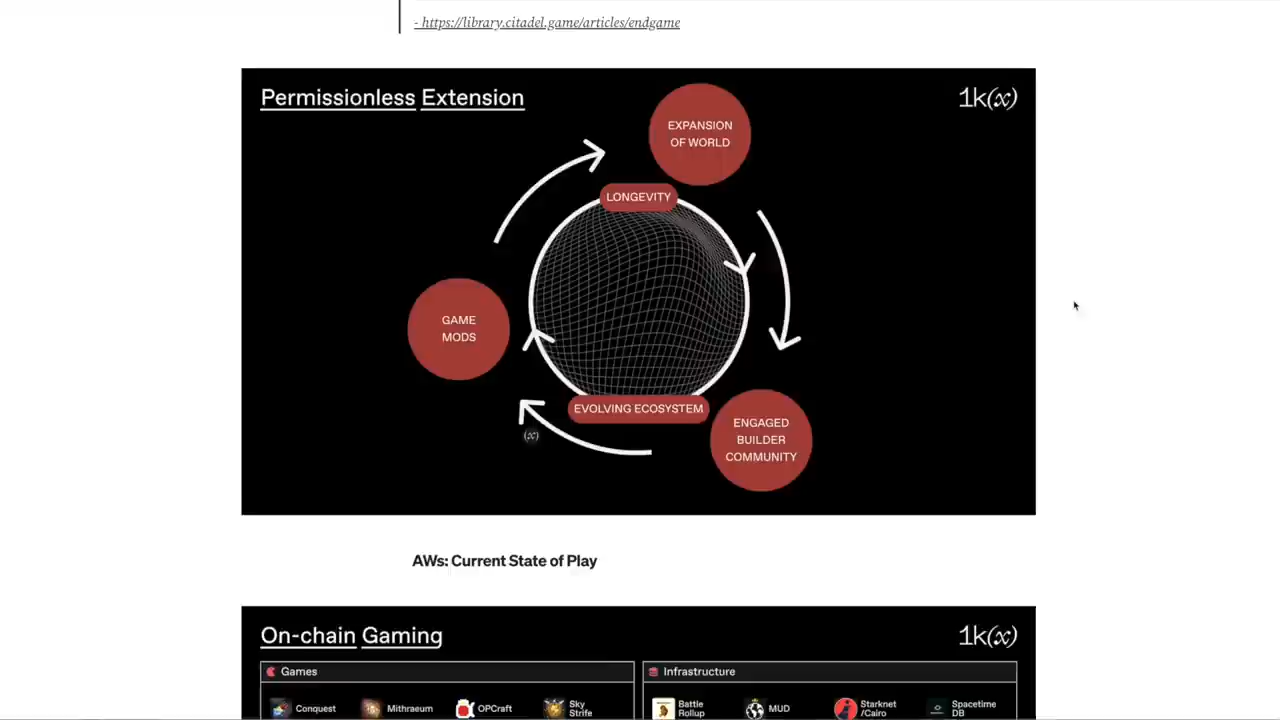 - https://library.citadel.game/articles/endgame
Permissionless Extension
1k(x)
EXPANSION
OF WORLD
LONGEVITY
GAME
MODS
EVOLVING ECOSYSTEM
(x)
ENGAGED
BUILDER
COMMUNITY
AWs: Current State of Play
On-chain Gaming
1k(x)
Games
Infrastructure
Conquest
Mithraeum
OPCraft
Sky
Strife
Battle
Rollup
MUD
Starknet
/Cairo
Spacetime
DB